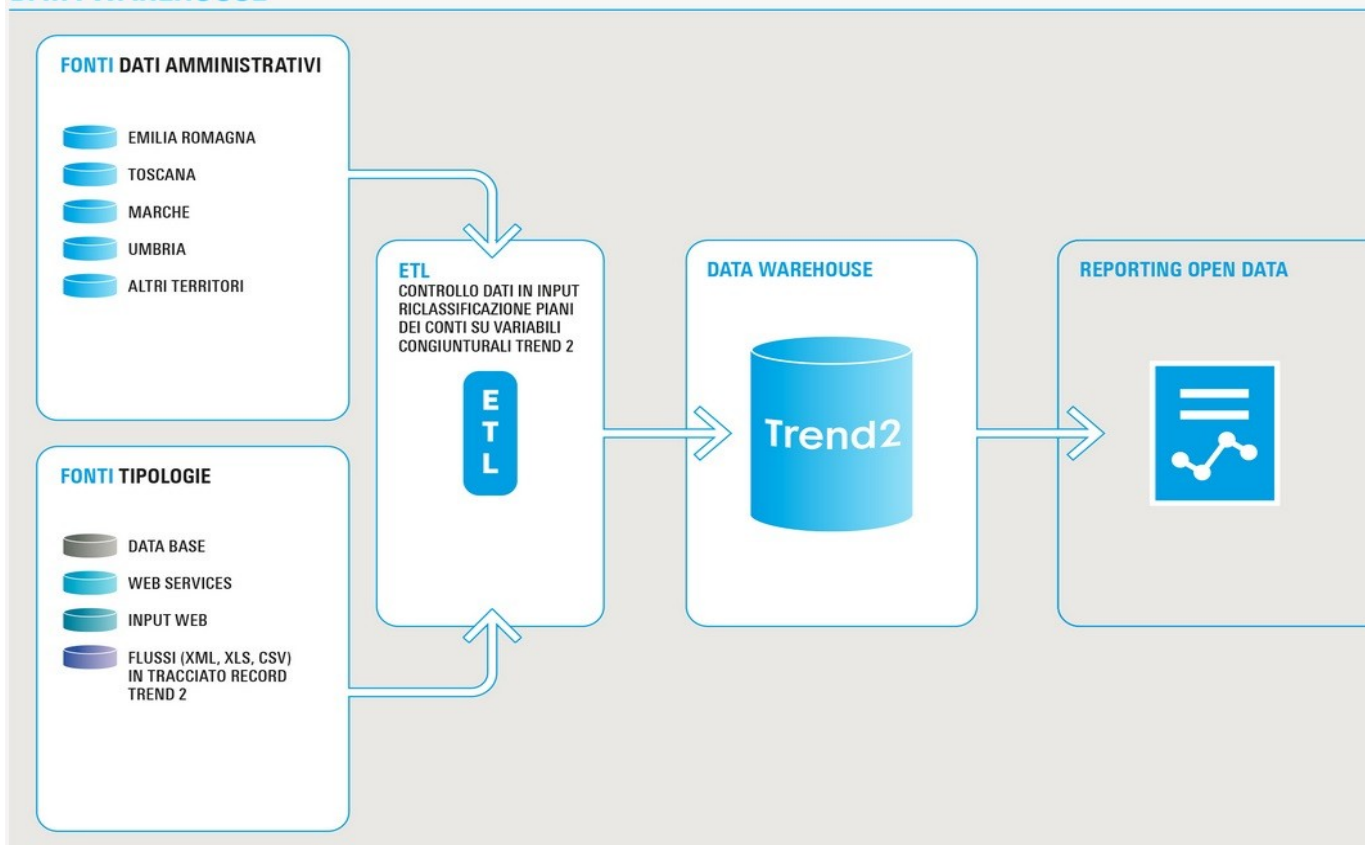 DATA WAREHOUSE
FONTI DATI AMMINISTRATIVI
EMILIA ROMAGNA
TOSCANA
MARCHE
UMBRIA
ALTRI TERRITORI
FONTI TIPOLOGIE
DATA BASE
WEB SERVICES
INPUT WEB
FLUSSI (XML, XLS, CSV)
IN TRACCIATO RECORD
TREND 2
ETL
CONTROLLO DATI IN INPUT
RICLASSIFICAZIONE PIANI
DEI CONTI SU VARIABILI
CONGIUNTURALI TREND 2
E
T
L
DATA WAREHOUSE
Trend2
REPORTING OPEN DATA